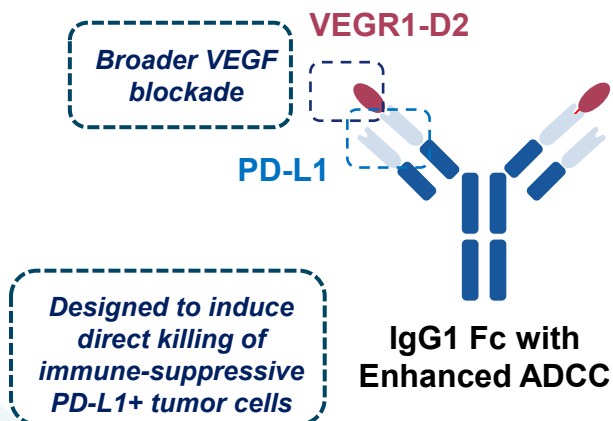 VEGR1-D2
Broader VEGF
blockade
PD-L1
Designed to induce
direct killing of
immune-suppressive
PD-L1+ tumor cells
IgG1 Fc with
Enhanced ADCC